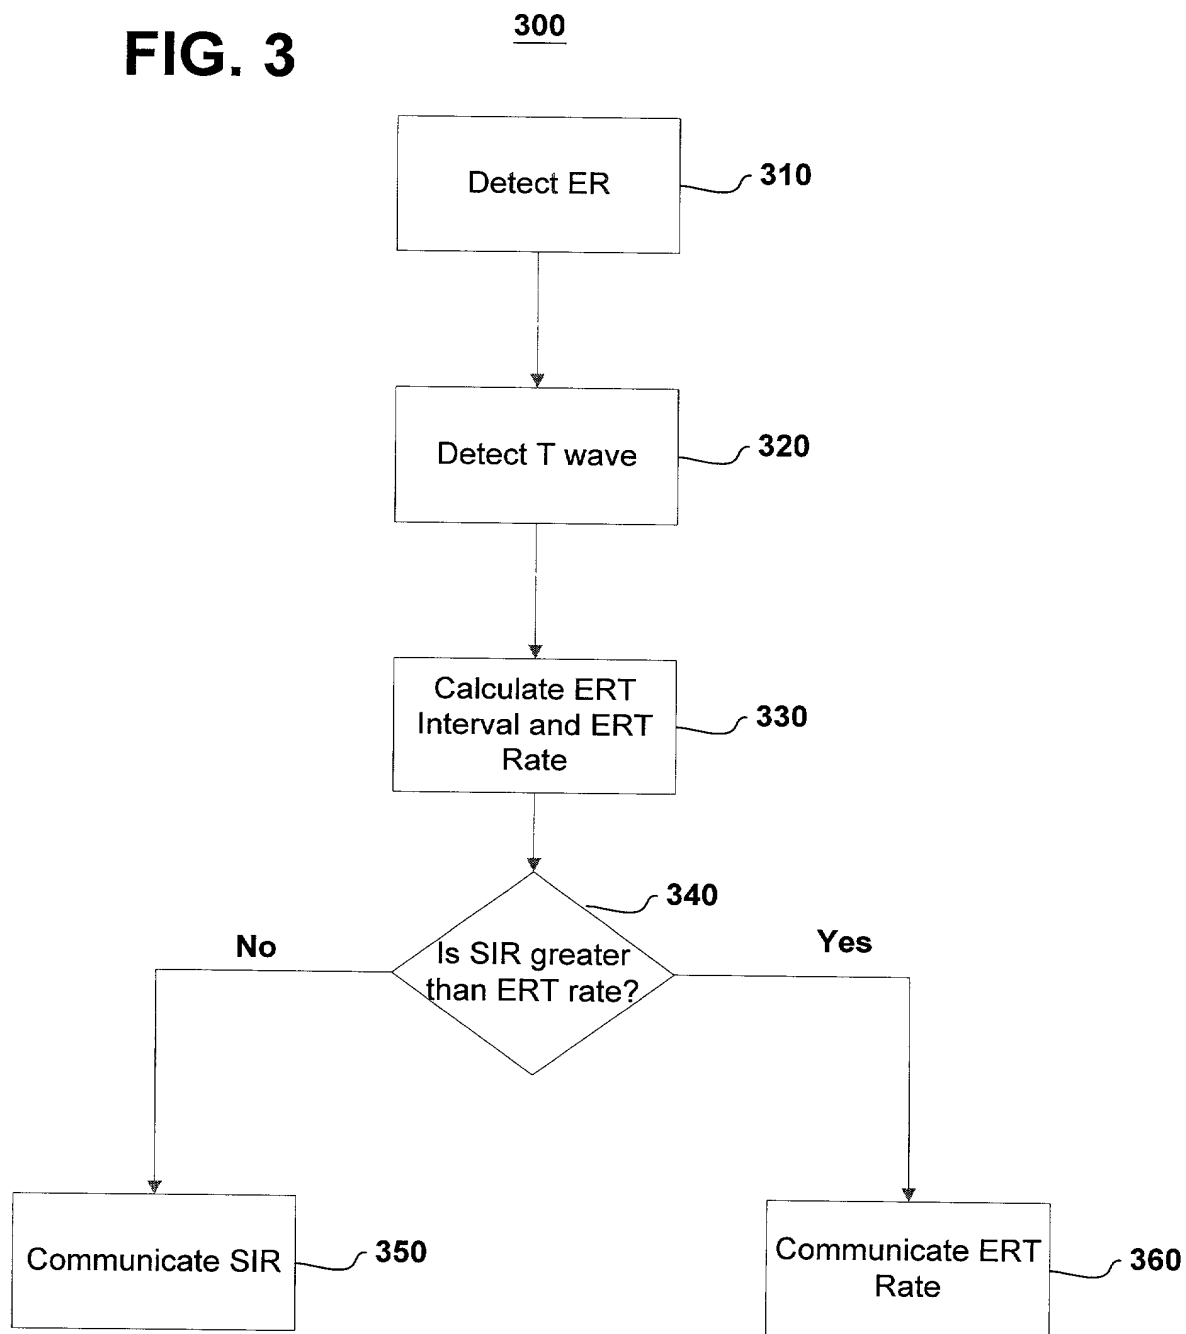 300
FIG. 3
Detect ER
310
Detect T wave
320
Calculate ERT
Interval and ERT
Rate
330
340
Is SIR greater
than ERT rate?
No
Yes
Communicate SIR
350
Communicate ERT
Rate
360